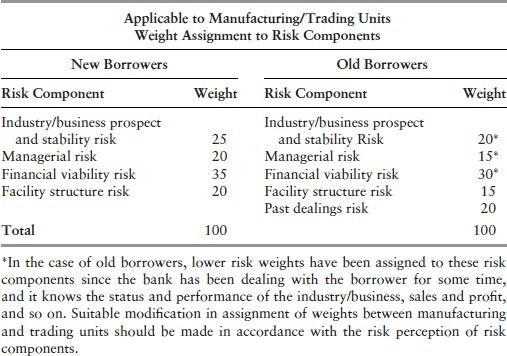 Applicable to Manufacturing/Trading Units
Weight Assignment to Risk Components
New Borrowers Old Borrowers
Risk Component Weight Risk Component Weight
Industry/business prospect Industry/business prospect
and stability risk 25 and stability Risk 20*
Managerial risk 20 Managerial risk 15*
Financial viability risk 35 Financial viability risk 30*
Facility structure risk 20 Facility structure risk 15
Past dealings risk 20
Total 100 100
*In the case of old borrowers, lower risk weights have been assigned to these risk
components since the bank has been dealing with the borrower for some time,
and it knows the status and performance of the industry/business, sales and profit,
and so on. Suitable modification in assignment of weights between manufacturing
and trading units should be made in accordance with the risk perception of risk
components.